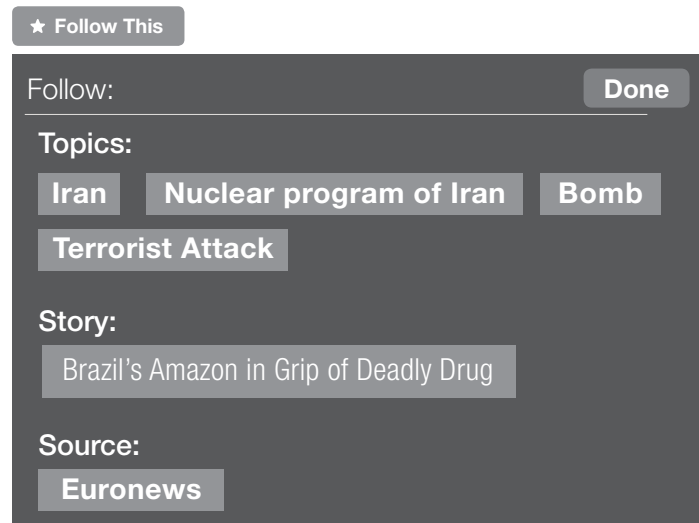 ★ Follow This
Follow: Done
Topics:
Iran Nuclear program of Iran Bomb
Terrorist Attack
Story:
Brazil’s Amazon in Grip of Deadly Drug
Source:
Euronews